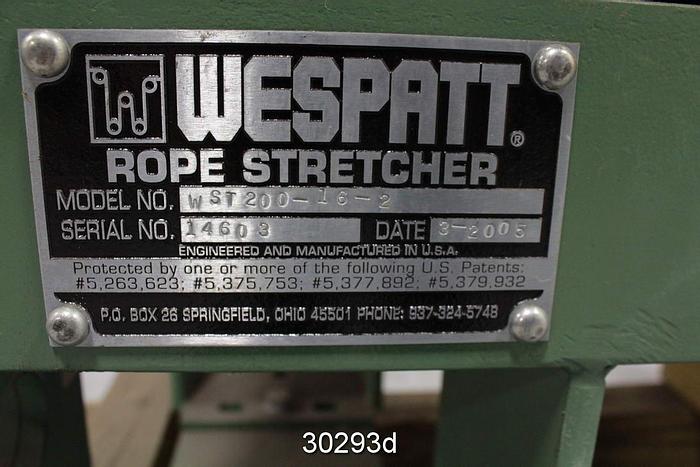 WESPATT®
ROPE STRETCHER
MODEL NO. WST200-16-2
SERIAL NO. 14603 DATE 3-2005
ENGINEERED AND MANUFACTURED IN U.S.A.
Protected by one or more of the following U.S. Patents:
#5,263,623; #5,375,753; #5,377,892; #5,379,932
P.O. BOX 26 SPRINGFIELD, OHIO 45501 PHONE: 937-324-5748
30293d